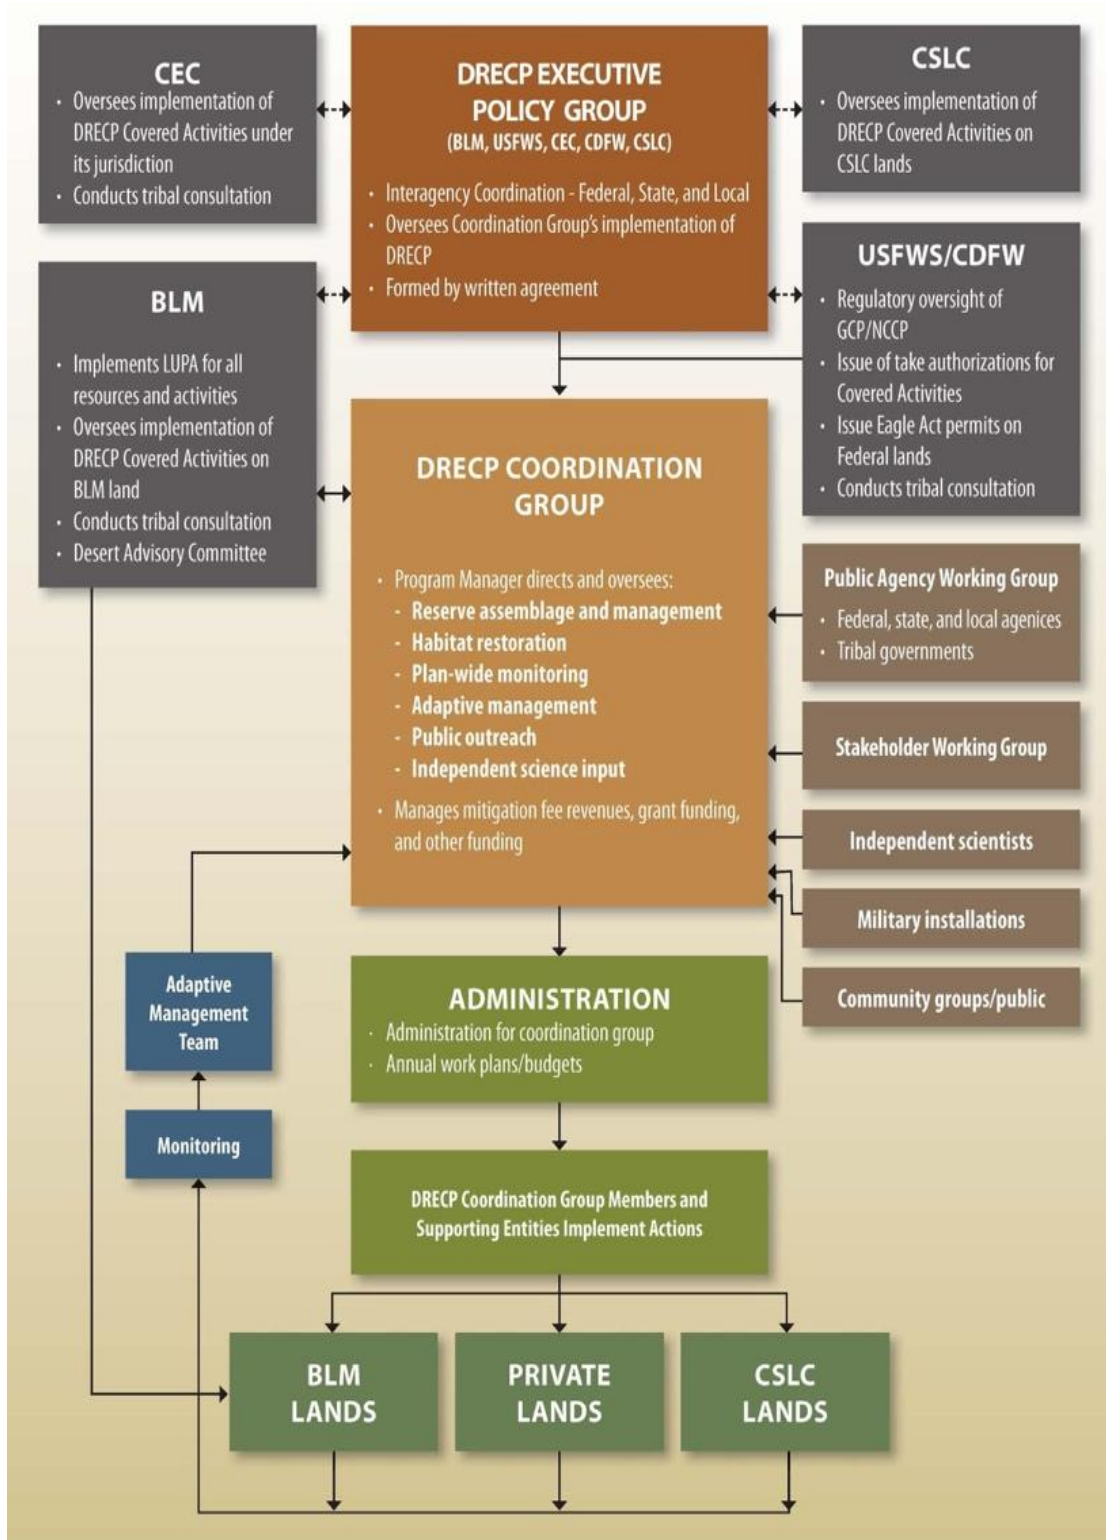 CEC
• Oversees implementation of
DRECP Covered Activities under
its jurisdiction
• Conducts tribal consultation
DRECP EXECUTIVE
POLICY GROUP
(BLM, USFWS, CEC, CDFW, CSLC)
• Interagency Coordination - Federal, State, and Local
• Oversees Coordination Group's implementation of
DRECP
• Formed by written agreement
CSLC
• Oversees implementation of
DRECP Covered Activities on
CSLC lands
BLM
• Implements LUPA for all
resources and activities
• Oversees implementation of
DRECP Covered Activities on
BLM land
• Conducts tribal consultation
• Desert Advisory Committee
USFWS/CDFW
• Regulatory oversight of
GCP/NCCP
• Issue of take authorizations for
Covered Activities
• Issue Eagle Act permits on
Federal lands
• Conducts tribal consultation
DRECP COORDINATION
GROUP
• Program Manager directs and oversees:
- Reserve assemblage and management
- Habitat restoration
- Plan-wide monitoring
- Adaptive management
- Public outreach
- Independent science input
• Manages mitigation fee revenues, grant funding,
and other funding
Public Agency Working Group
• Federal, state, and local agenices
• Tribal governments
Stakeholder Working Group
Independent scientists
Military installations
Community groups/public
Adaptive
Management
Team
Monitoring
ADMINISTRATION
· Administration for coordination group
· Annual work plans/budgets
DRECP Coordination Group Members and
Supporting Entities Implement Actions
BLM
LANDS
PRIVATE
LANDS
CSLC
LANDS